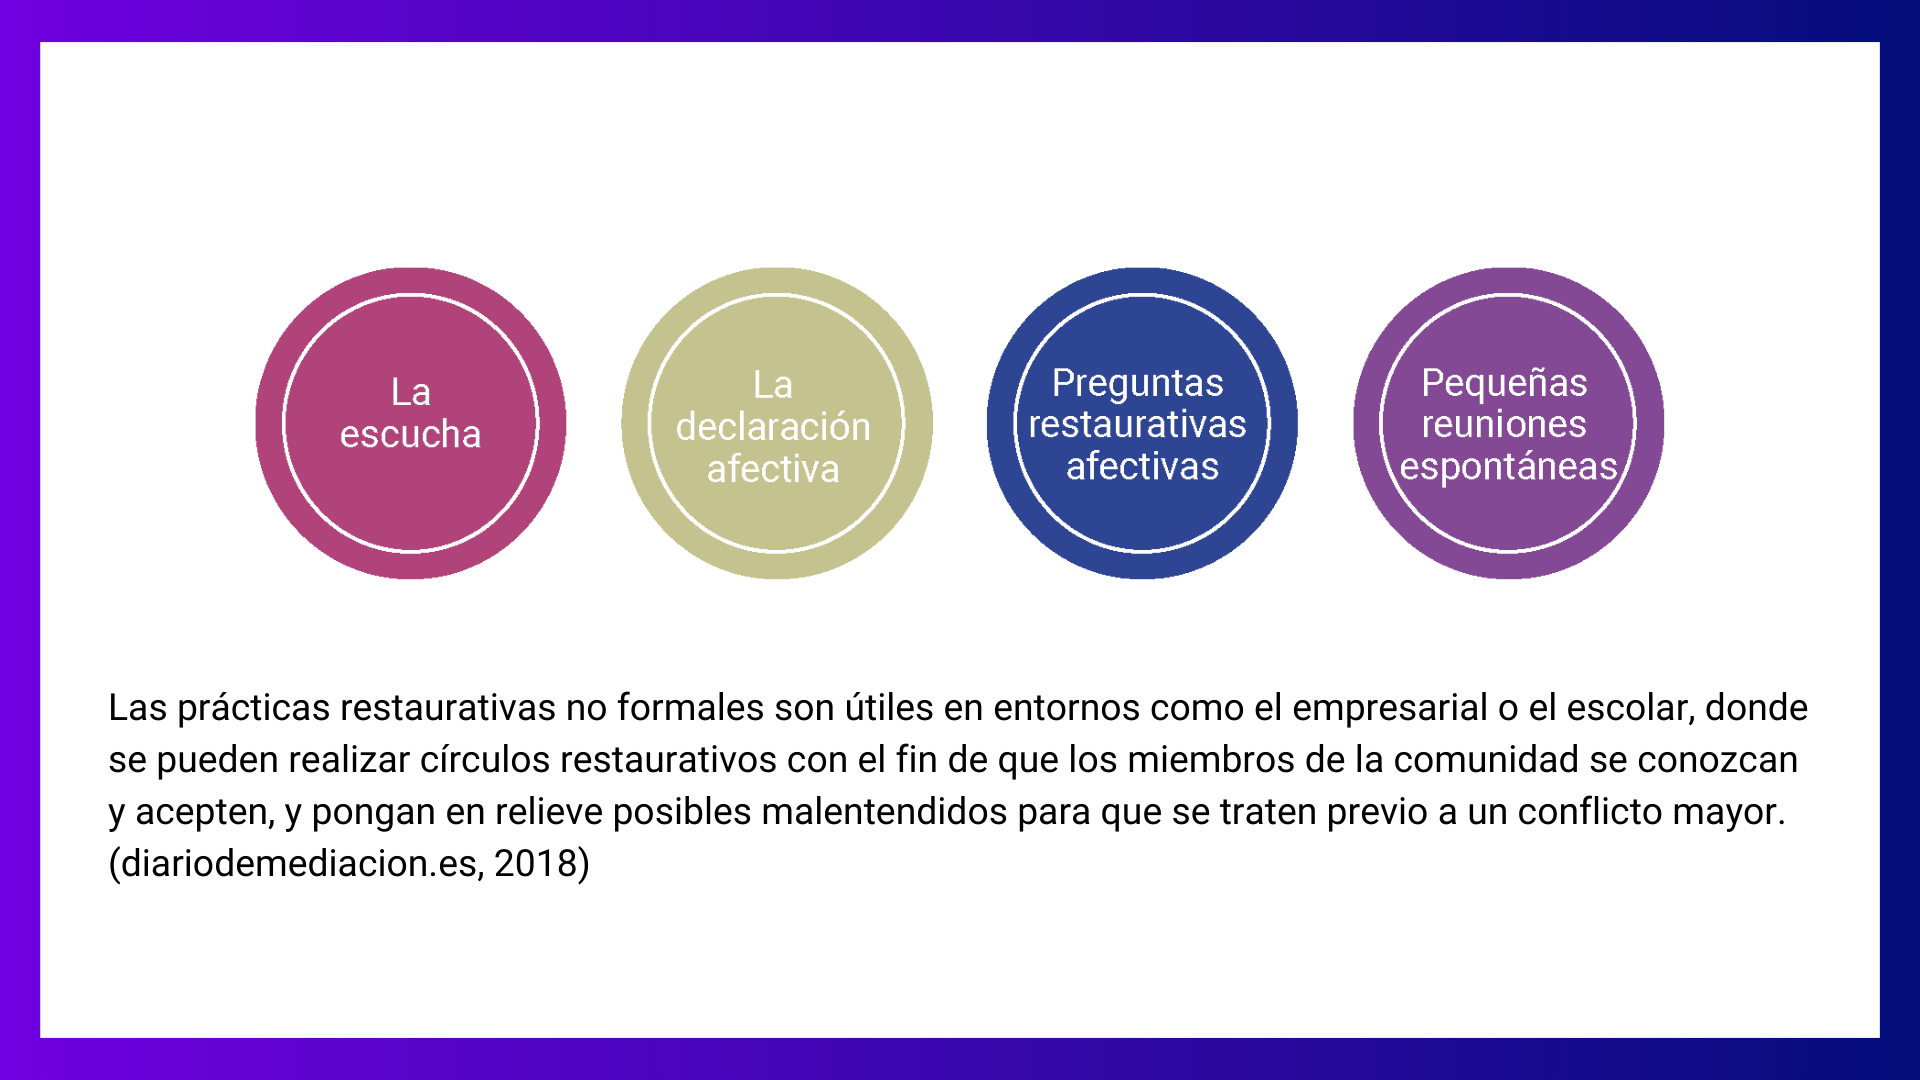 La
escucha
La
declaración
afectiva
Preguntas
restaurativas
afectivas
Pequeñas
reuniones
espontáneas
Las prácticas restaurativas no formales son útiles en entornos como el empresarial o el escolar, donde
se pueden realizar círculos restaurativos con el fin de que los miembros de la comunidad se conozcan
y acepten, y pongan en relieve posibles malentendidos para que se traten previo a un conflicto mayor.
(diariodemediacion.es, 2018)